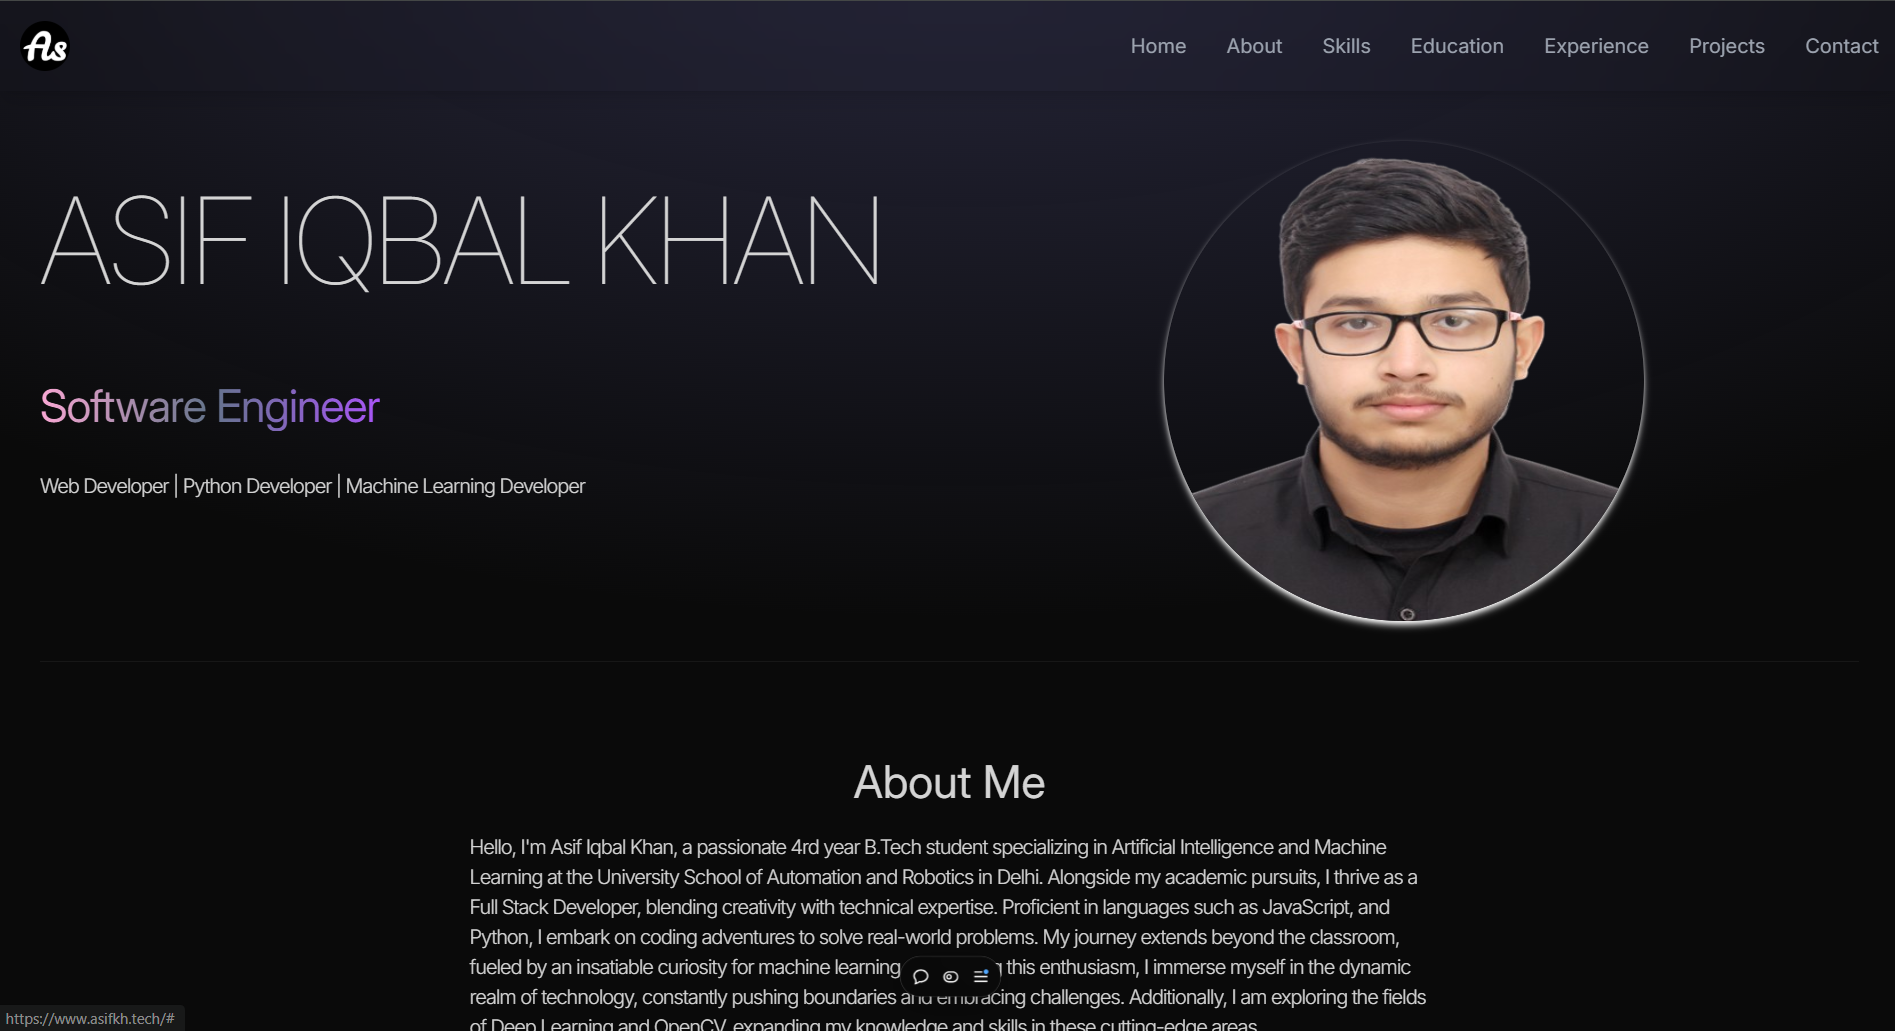 As
Home About Skills Education Experience Projects Contact
ASIF IQBAL KHAN
Software Engineer
Web Developer | Python Developer | Machine Learning Developer
About Me
Hello, I'm Asif Iqbal Khan, a passionate 4rd year B.Tech student specializing in Artificial Intelligence and Machine
Learning at the University School of Automation and Robotics in Delhi. Alongside my academic pursuits, I thrive as a
Full Stack Developer, blending creativity with technical expertise. Proficient in languages such as JavaScript, and
Python, I embark on coding adventures to solve real-world problems. My journey extends beyond the classroom,
fueled by an insatiable curiosity for machine learning this enthusiasm, I immerse myself in the dynamic
realm of technology, constantly pushing boundaries and embracing challenges. Additionally, I am exploring the fields
of Deep Learning and OpenCV, expanding my knowledge and skills in these cutting-edge areas.
https://www.asifkh.tech/#